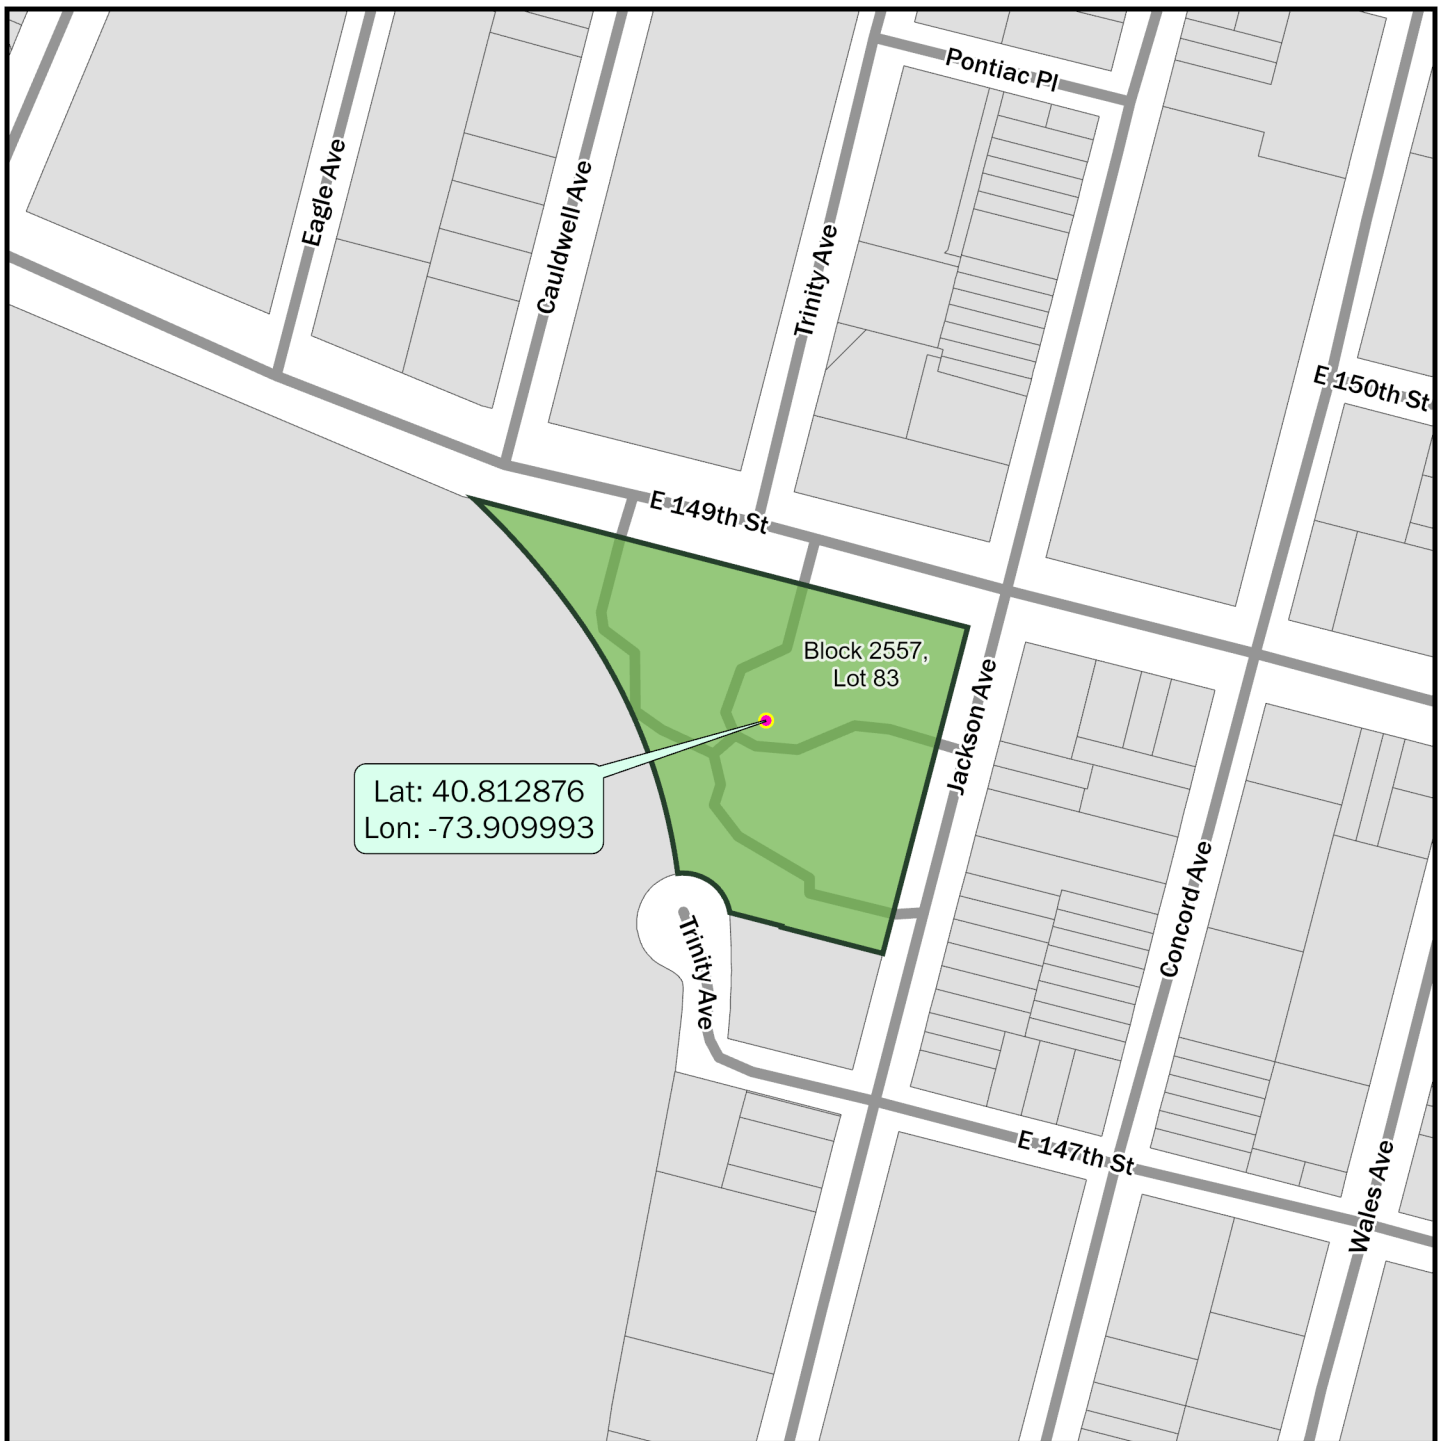 Pontiac Pl
Eagle Ave
Cauldwell Ave
Trinity Ave
E 150th St
E 149th St
Block 2557,
Lot 83
Jackson Ave
Lat: 40.812876
Lon: -73.909993
Concord Ave
Trinity Ave
E 147th St
Wales Ave